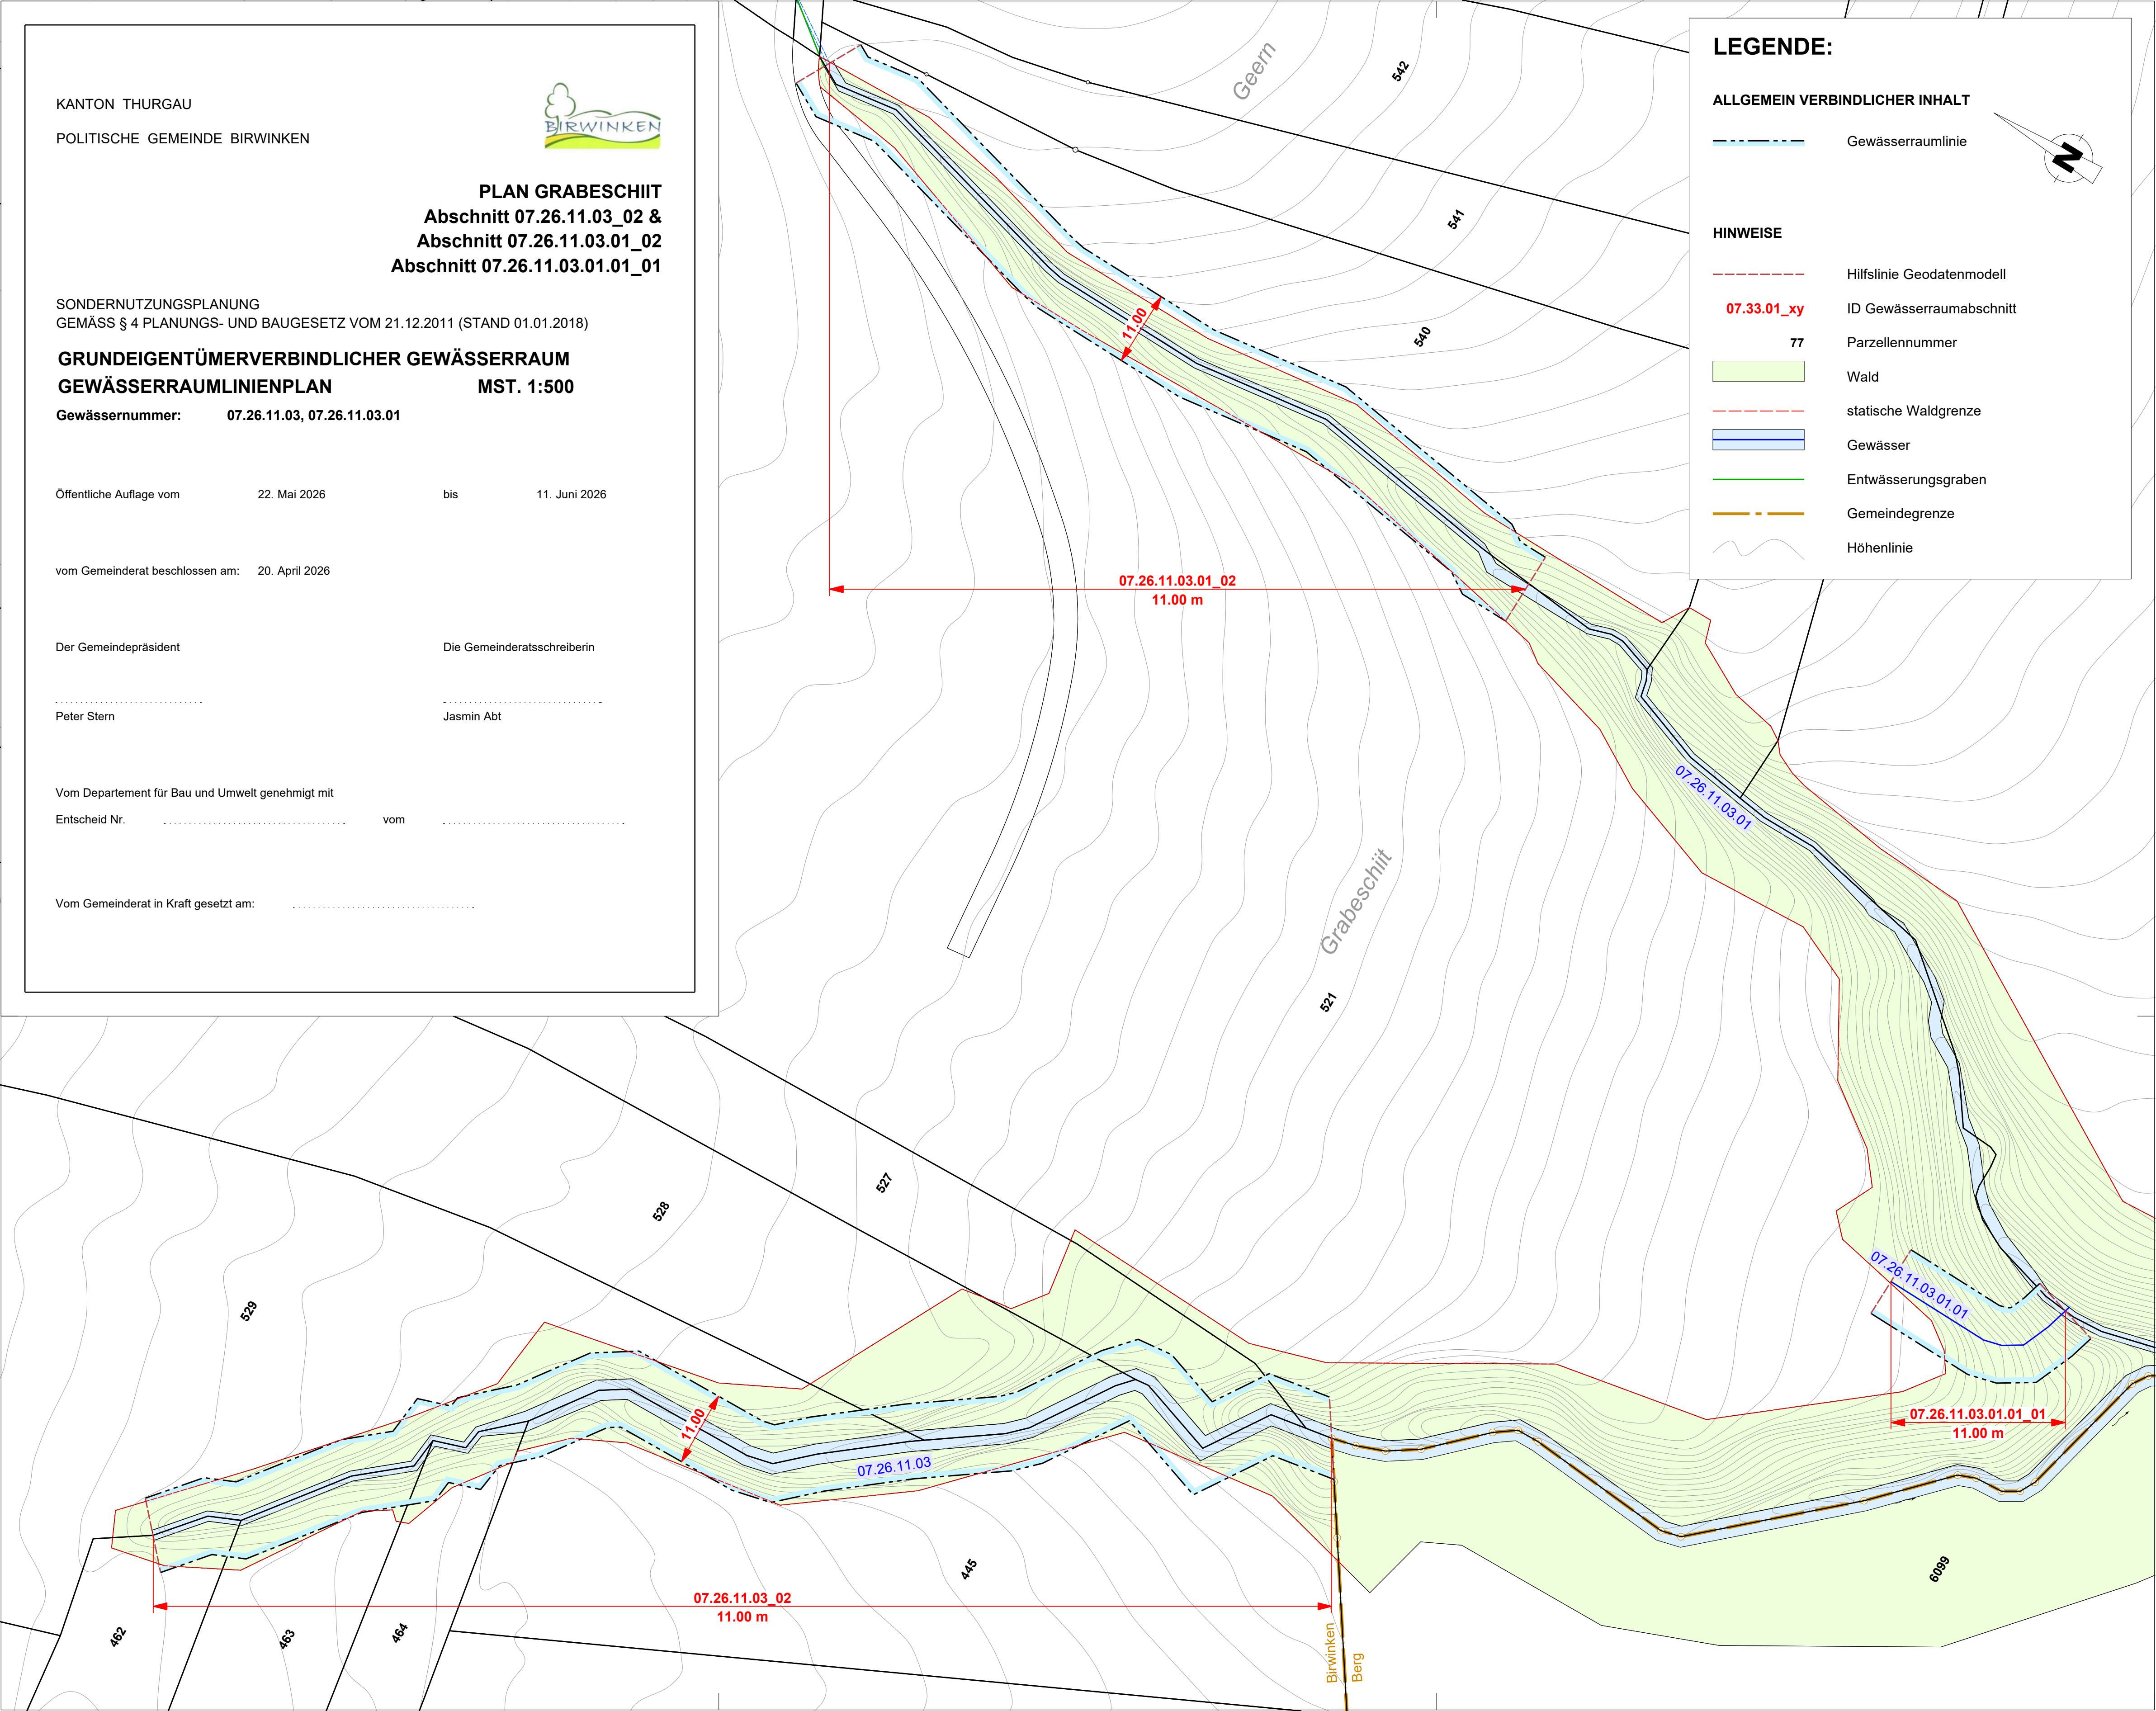 KANTON THURGAU
POLITISCHE GEMEINDE BIRWINKEN
BIRWINKEN
PLAN GRABESCHIIT
Abschnitt 07.26.11.03_02 &
Abschnitt 07.26.11.03.01_02
Abschnitt 07.26.11.03.01.01_01
SONDERNUTZUNGSPLANUNG
GEMÄSS § 4 PLANUNGS- UND BAUGESETZ VOM 21.12.2011 (STAND 01.01.2018)
GRUNDEIGENTÜMERVERBINDLICHER GEWÄSSERRAUM
GEWÄSSERRAUMLINIENPLAN MST. 1:500
Gewässernummer: 07.26.11.03, 07.26.11.03.01
Öffentliche Auflage vom 22. Mai 2026 bis 11. Juni 2026
vom Gemeinderat beschlossen am: 20. April 2026
Der Gemeindepräsident Die Gemeinderatsschreiberin
Peter Stern Jasmin Abt
Vom Departement für Bau und Umwelt genehmigt mit
Entscheid Nr. vom
Vom Gemeinderat in Kraft gesetzt am:
LEGENDE:
ALLGEMEIN VERBINDLICHER INHALT
Gewässerraumlinie
N
HINWEISE
Hilfslinie Geodatenmodell
07.33.01_xy ID Gewässerraumabschnitt
77 Parzellennummer
Wald
statische Waldgrenze
Gewässer
Entwässerungsgraben
Gemeindegrenze
Höhenlinie
Geern
542
541
540
11.00
07.26.11.03.01_02
11.00 m
07.26.11.03.01
Grabeschiit
521
527
528
529
07.26.11.03.01.01
07.26.11.03.01.01_01
11.00 m
11.00
07.26.11.03
445
6099
07.26.11.03_02
11.00 m
462
463
464
Birwinken
Berg